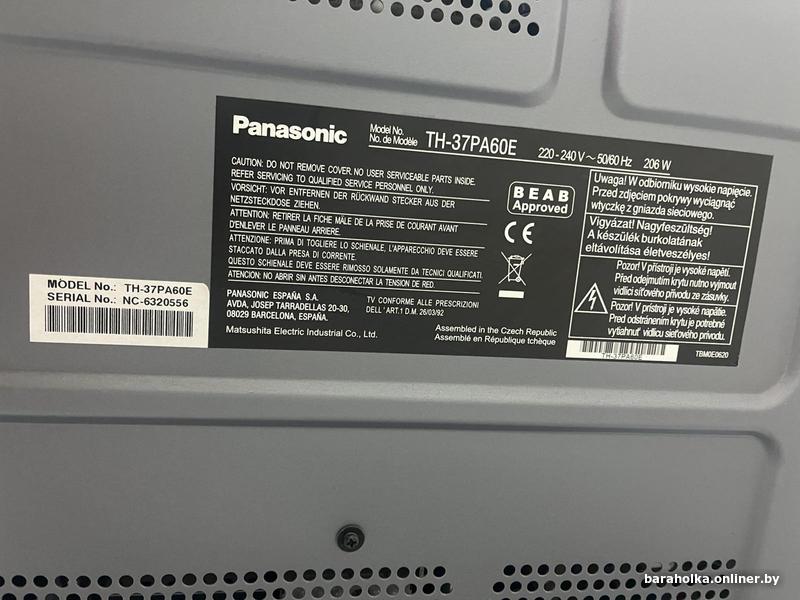 Panasonic
Model No.
No. de Modèle TH-37PA60E 220 - 240 V ~ 50/60 Hz 206 W
CAUTION: DO NOT REMOVE COVER. NO USER SERVICEABLE PARTS INSIDE.
REFER SERVICING TO QUALIFIED SERVICE PERSONNEL ONLY.
VORSICHT: VOR ENTFERNEN DER RÜCKWAND STECKER AUS DER
NETZSTECKDOSE ZIEHEN.
ATTENTION: RETIRER LA FICHE MÂLE DE LA PRISE DE COURANT AVANT
D'ENLEVER LE PANNEAU ARRIERE.
ATTENZIONE: PRIMA DI TOGLIERE LO SCHIENALE, L'APPARECCHIO DEVE ESSERE
STACCATO DALLA PRESA DI CORRENTE.
QUESTO SCHIENALE DEVE ESSERE RIMOSSO SOLAMENTE DA TECNICI QUALIFICATI.
ATENCION: NO ABRIR SIN ANTES DESCONECTAR LA TENSION DE RED.
PANASONIC ESPAÑA S.A.
AVDA, JOSEP TARRADELLAS 20-30,
08029 BARCELONA, ESPAÑA.
TV CONFORME ALLE PRESCRIZIONI
DELL' ART.1 D.M. 26/03/92
Matsushita Electric Industrial Co., Ltd.
Assembled in the Czech Republic
Assemblé en République tchèque
BEAB
Approved
CE
Uwaga! W odbiorniku wysokie napięcie.
Przed zdjęciem pokrywy wyciągnąć
wtyczkę z gniazda sieciowego.
Vigyázat! Nagyfeszültség!
A készülék burkolatának
eltávolítása életveszélyes!
Pozor! V přístroji je vysoké napětí.
Před odejmutím krytu nutno vyjmout
vidlici síťového přívodu ze zásuvky.
Pozor! V prístroji je vysoké napätie.
Pred odstránením krytu je potrebné
vytiahnuť vidlicu sieťového prívodu.
TH-37PA60E
TBM0E0620
MODEL No.: TH-37PA60E
SERIAL No.: NC-6320556
baraholka.onliner.by